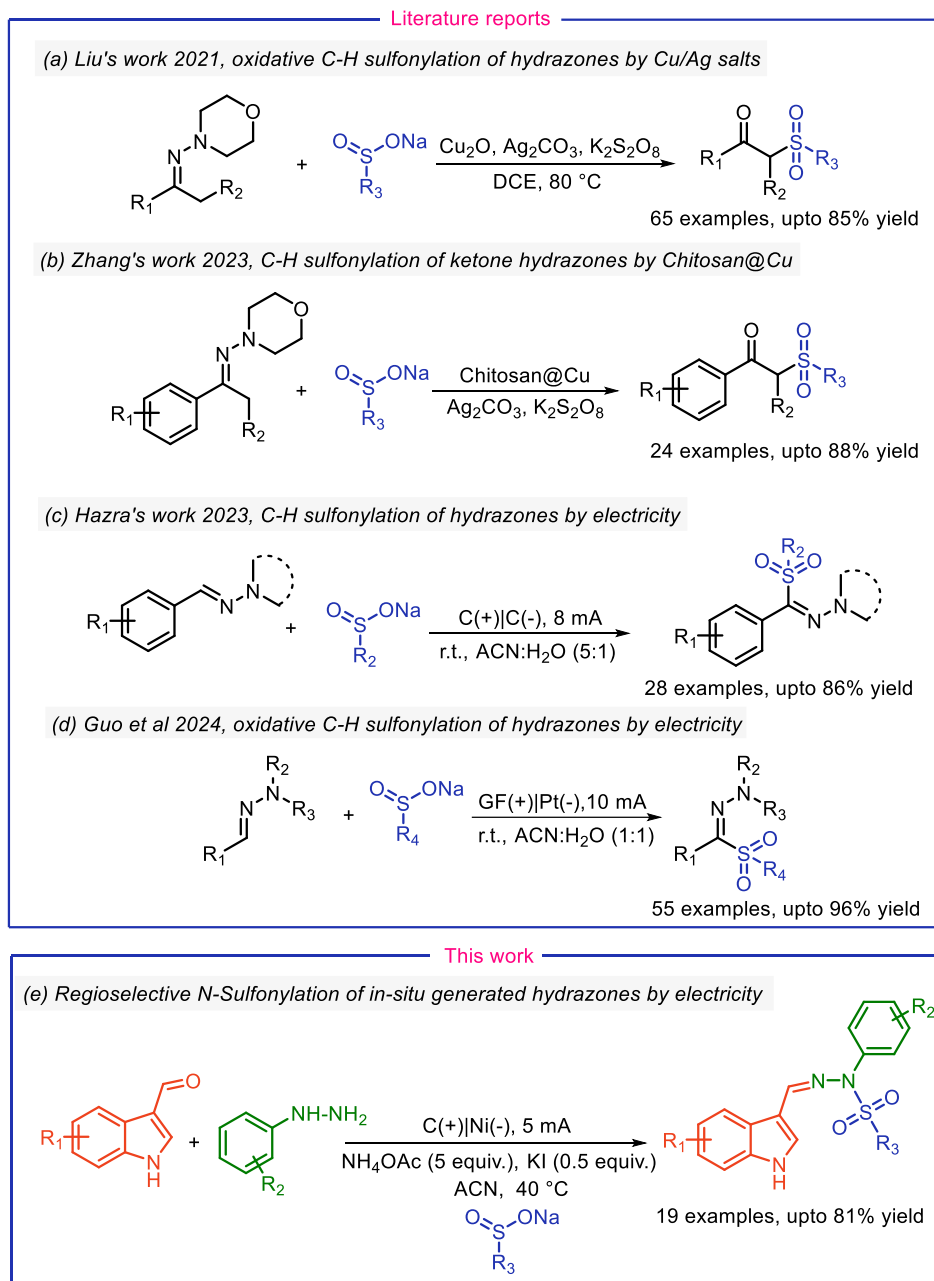 Literature reports
(a) Liu's work 2021, oxidative C-H sulfonylation of hydrazones by Cu/Ag salts
O
N
N
R1
R2
+
O
S
ONa
R3
Cu2O, Ag2CO3, K2S2O8
DCE, 80 °C
O
R1
R2
O
S
O
R3
65 examples, upto 85% yield
(b) Zhang's work 2023, C-H sulfonylation of ketone hydrazones by Chitosan@Cu
O
N
N
R1
R2
+
O
S
ONa
R3
Chitosan@Cu
Ag2CO3, K2S2O8
O
R1
R2
O
S
O
R3
24 examples, upto 88% yield
(c) Hazra's work 2023, C-H sulfonylation of hydrazones by electricity
R1
N
N
+
O
S
ONa
R2
C(+)|C(-), 8 mA
r.t., ACN:H2O (5:1)
R2
O
S
O
R1
N
N
28 examples, upto 86% yield
(d) Guo et al 2024, oxidative C-H sulfonylation of hydrazones by electricity
R2
N
N
R3
R1
+
O
S
ONa
R4
GF(+)|Pt(-),10 mA
r.t., ACN:H2O (1:1)
R2
N
N
R3
R1
S
O
O
R4
55 examples, upto 96% yield
This work
(e) Regioselective N-Sulfonylation of in-situ generated hydrazones by electricity
O
R1
N
H
+
NH-NH2
R2
C(+)|Ni(-), 5 mA
NH4OAc (5 equiv.), KI (0.5 equiv.)
ACN, 40 °C
O
S
ONa
R3
R2
N
N
O
S
O
R3
R1
N
H
19 examples, upto 81% yield